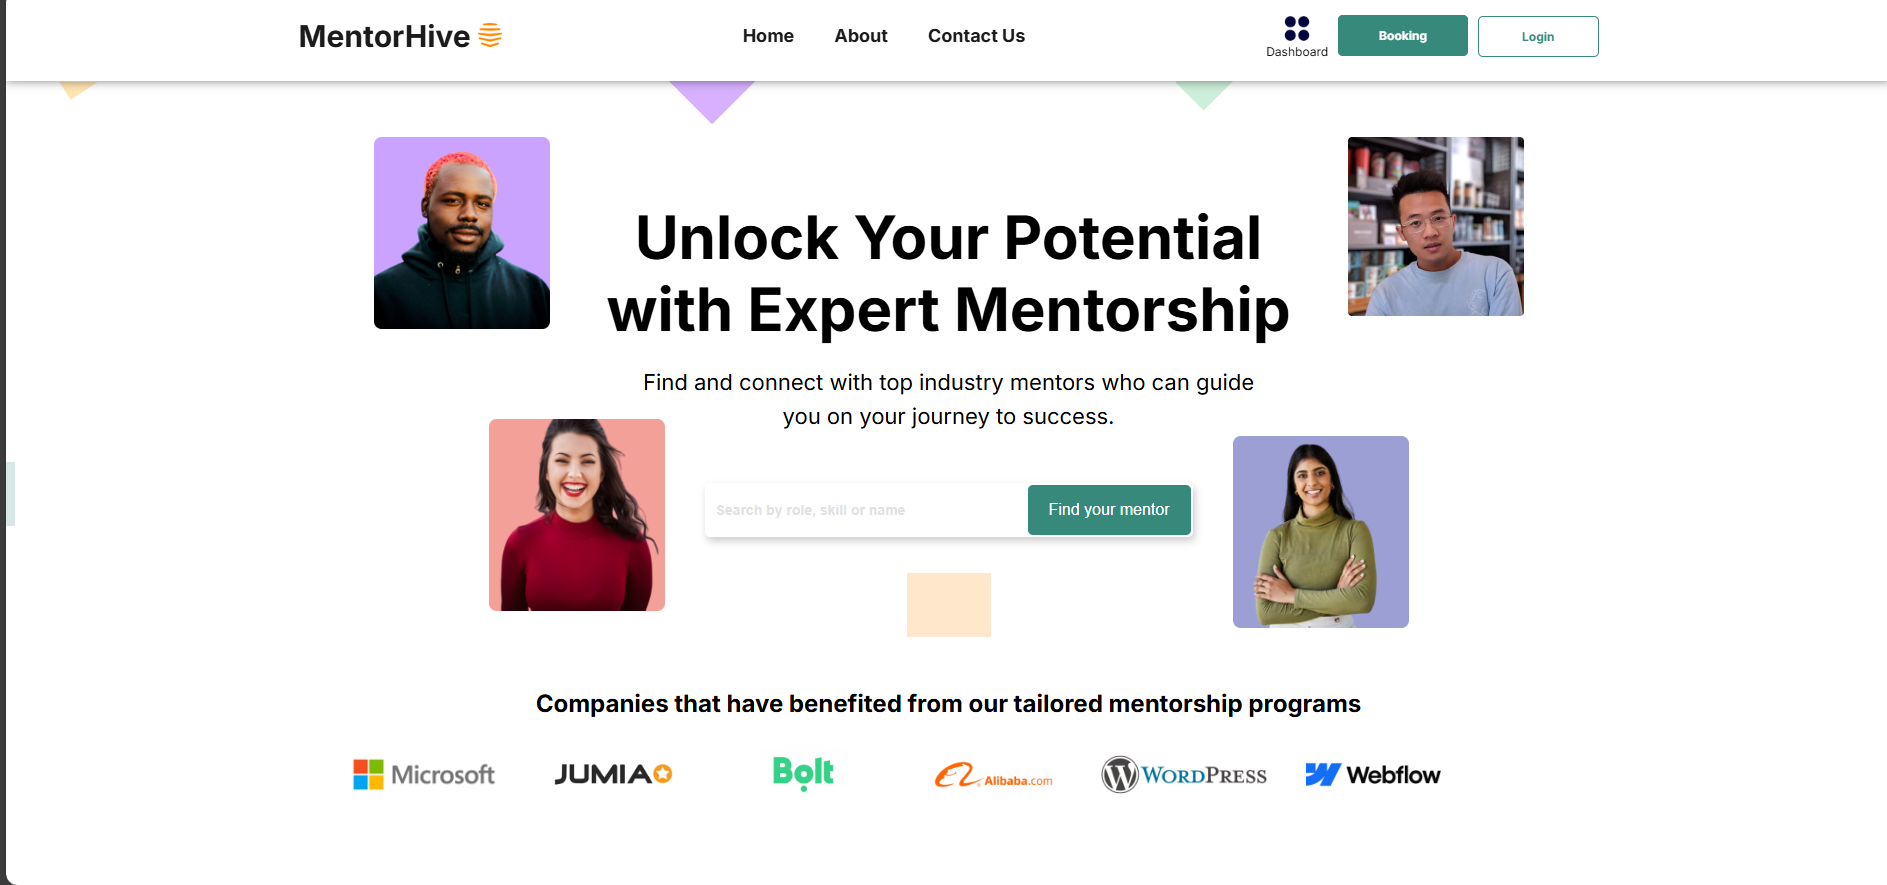 MentorHive
Home
About
Contact Us
Dashboard
Booking
Login
Unlock Your Potential
with Expert Mentorship
Find and connect with top industry mentors who can guide
you on your journey to success.
Search by role, skill or name
Find your mentor
Companies that have benefited from our tailored mentorship programs
Microsoft
JUMIA
Bolt
Alibaba.com
WORDPRESS
Webflow